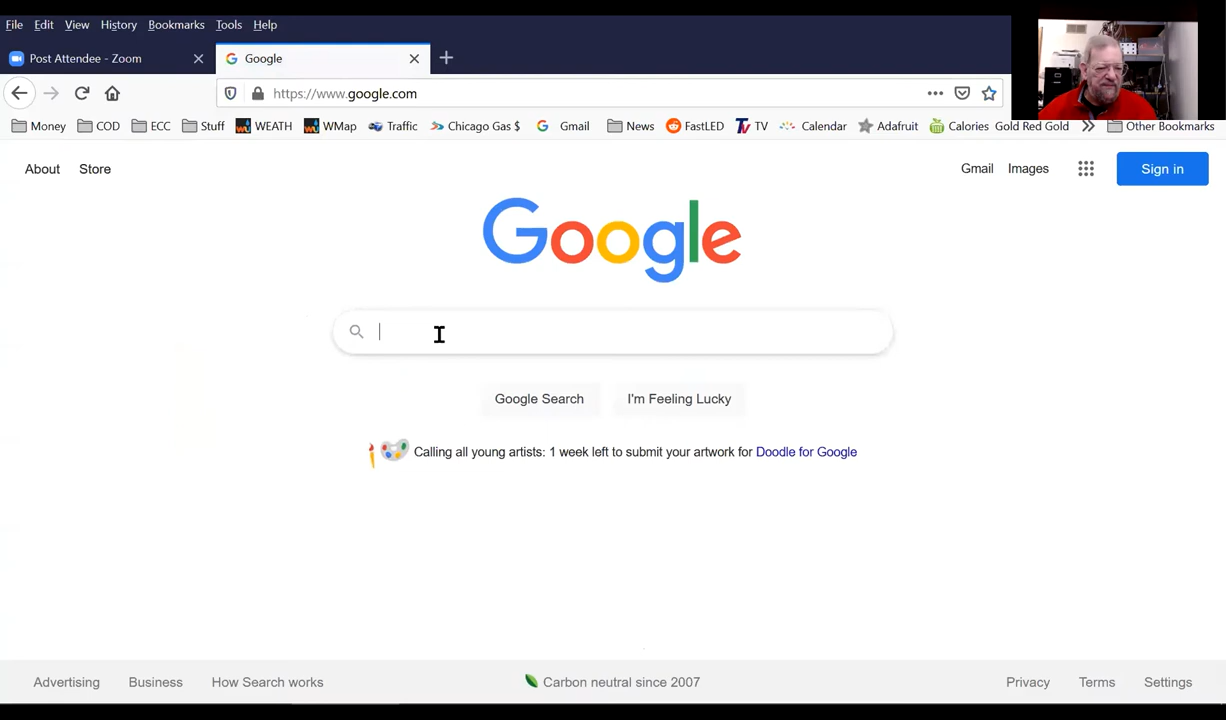 File Edit View History Bookmarks Tools Help
Post Attendee - Zoom
Google
https://www.google.com
Money COD ECC Stuff WEATH WMap Traffic Chicago Gas $ Gmail News FastLED TV Calendar Adafruit Calories Gold Red Gold Other Bookmarks
About Store Gmail Images Sign in
Google
Google Search I'm Feeling Lucky
Calling all young artists: 1 week left to submit your artwork for Doodle for Google
Advertising Business How Search works Carbon neutral since 2007 Privacy Terms Settings